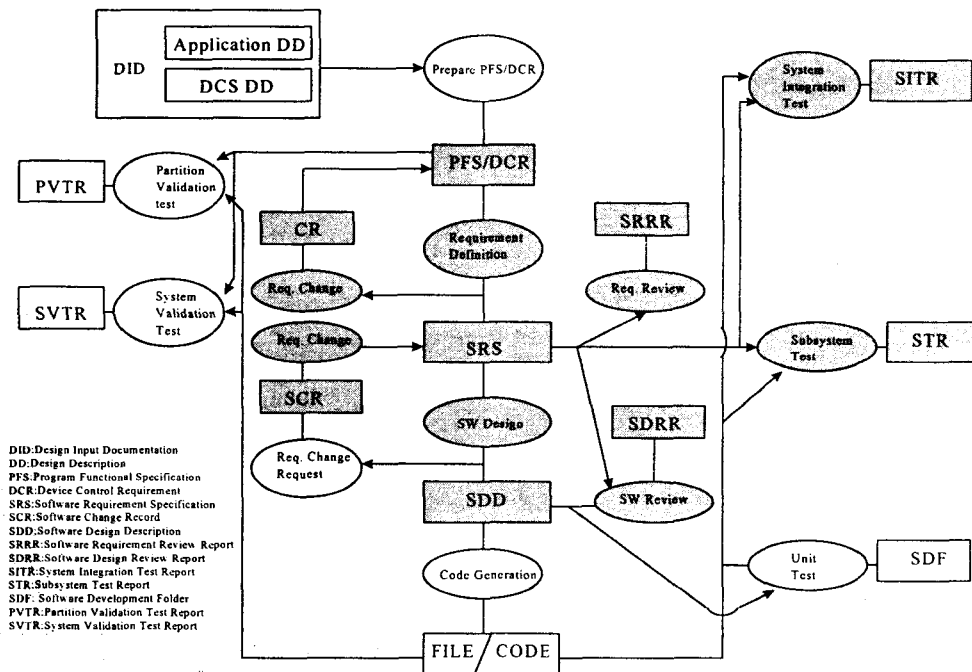 Application DD
DID
DCS DD
Prepare PFS/DCR
System
Integration
Test
SITR
PFS/DCR
PVTR
Partition
Validation
test
CR
Requirement
Definition
SRRR
Req. Change
Req. Review
SVTR
System
Validation
Test
Req. Change
SRS
Subsystem
Test
STR
SCR
SW Design
SDRR
Req. Change
Request
SDD
SW Review
Code Generation
Unit
Test
SDF
FILE / CODE
DID:Design Input Documentation
DD:Design Description
PFS:Program Functional Specification
DCR:Device Control Requirement
SRS:Software Requirement Specification
SCR:Software Change Record
SDD:Software Design Description
SRRR:Software Requirement Review Report
SDRR:Software Design Review Report
SITR:System Integration Test Report
STR:Subsystem Test Report
SDF: Software Development Folder
PVTR:Partition Validation Test Report
SVTR:System Validation Test Report